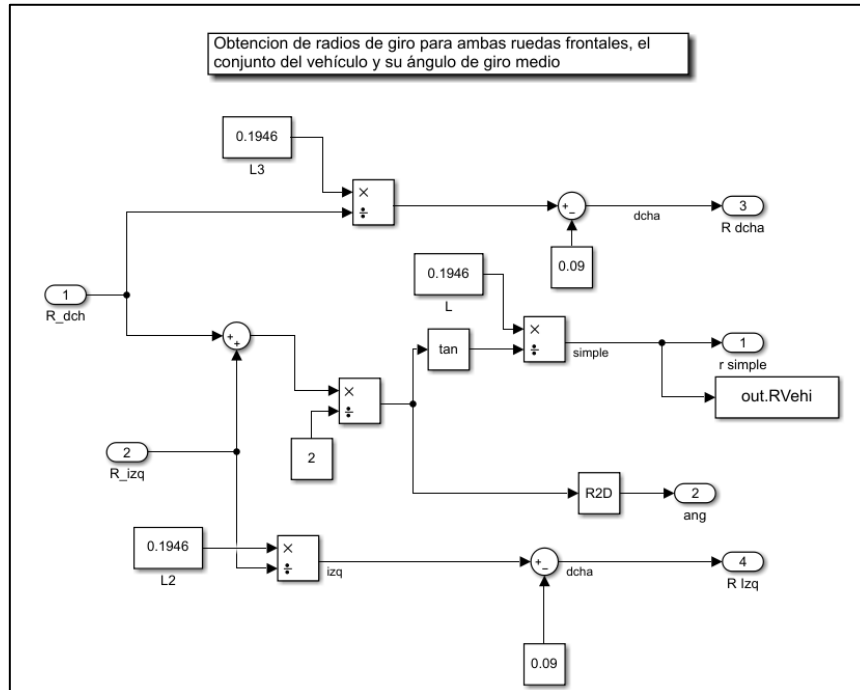 Obtencion de radios de giro para ambas ruedas frontales, el
conjunto del vehículo y su ángulo de giro medio
0.1946
L3
×
÷
+
−
dcha
3
R dcha
0.09
0.1946
L
1
R_dch
+
+
tan
×
÷
simple
1
r simple
×
÷
out.RVehi
2
R_izq
2
R2D
2
ang
0.1946
L2
×
÷
izq
+
−
dcha
4
R Izq
0.09